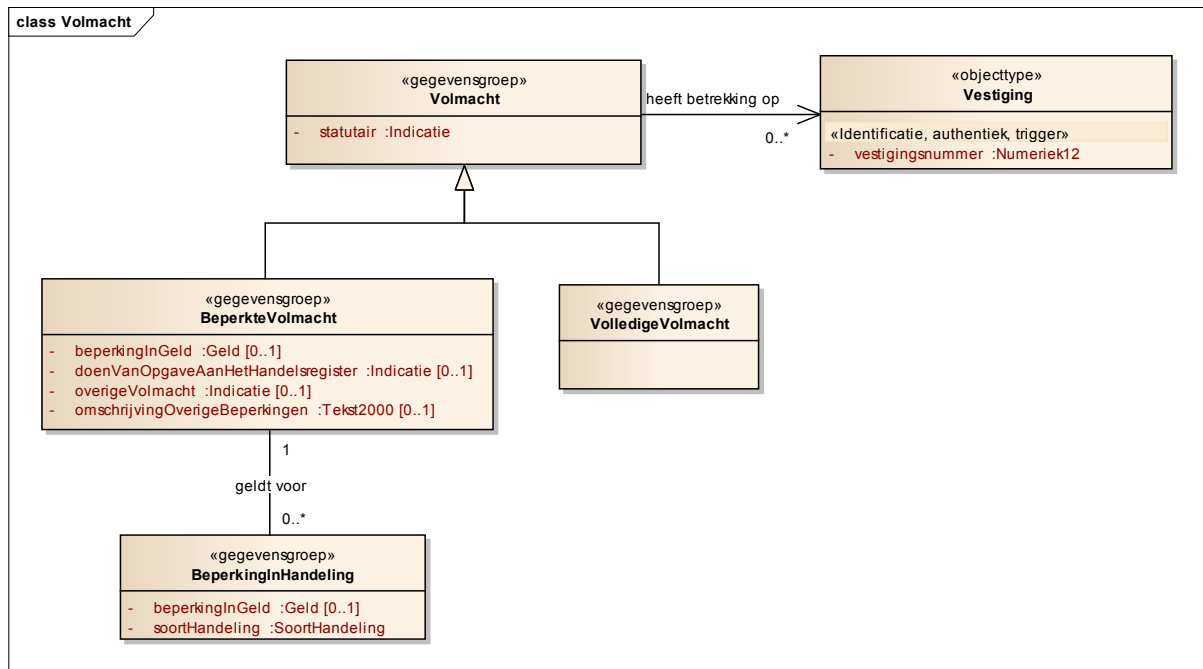 class Volmacht
«gegevensgroep»
Volmacht
- statutair :Indicatie
heeft betrekking op
0..*
«objecttype»
Vestiging
«Identificatie, authentiek, trigger»
- vestigingsnummer :Numeriek12
«gegevensgroep»
BeperkteVolmacht
- beperkingInGeld :Geld [0..1]
- doenVanOpgaveAanHetHandelsregister :Indicatie [0..1]
- overigeVolmacht :Indicatie [0..1]
- omschrijvingOverigeBeperkingen :Tekst2000 [0..1]
«gegevensgroep»
VolledigeVolmacht
1
geldt voor
0..*
«gegevensgroep»
BeperkingInHandeling
- beperkingInGeld :Geld [0..1]
- soortHandeling :SoortHandeling